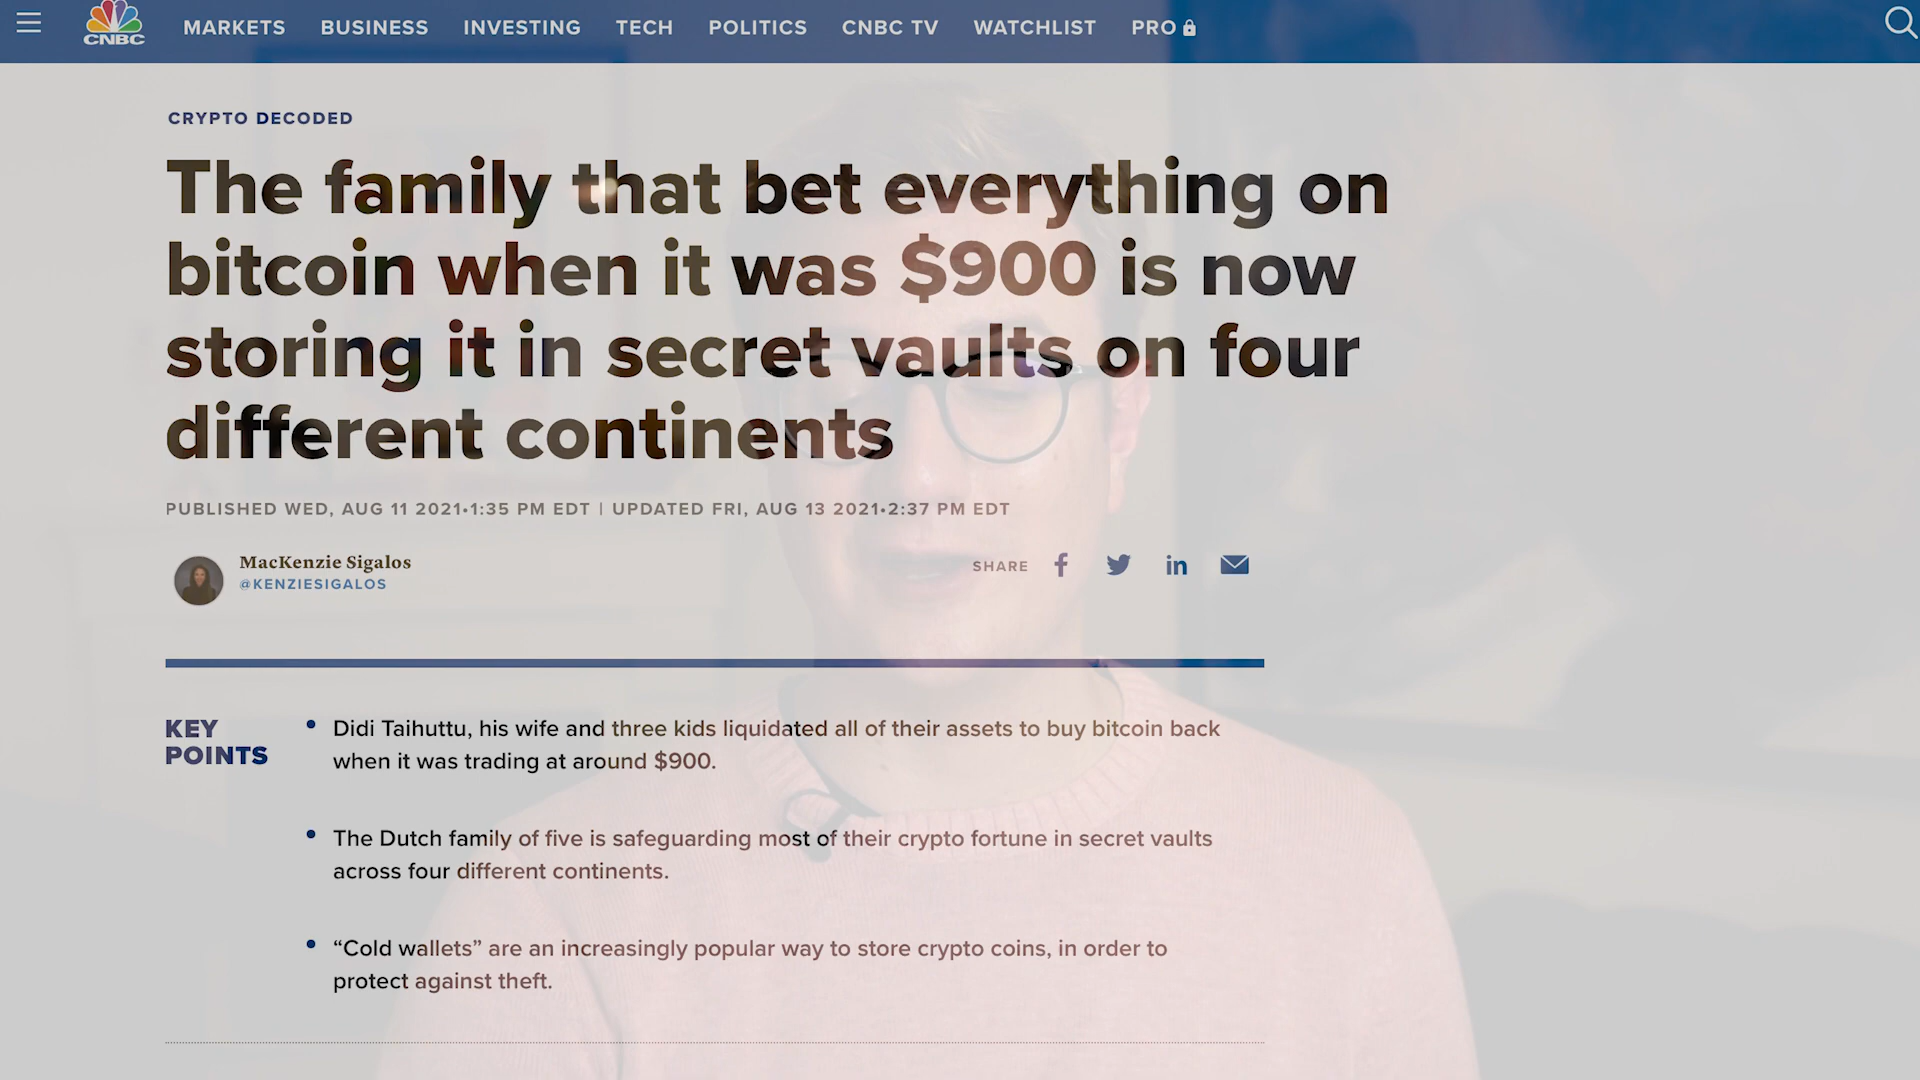 CNBC MARKETS BUSINESS INVESTING TECH POLITICS CNBC TV WATCHLIST PRO
CRYPTO DECODED
The family that bet everything on
bitcoin when it was $900 is now
storing it in secret vaults on four
different continents
PUBLISHED WED, AUG 11 2021•1:35 PM EDT | UPDATED FRI, AUG 13 2021•2:37 PM EDT
MacKenzie Sigalos
@KENZIESIGALOS
SHARE f in
KEY
POINTS
• Didi Taihuttu, his wife and three kids liquidated all of their assets to buy bitcoin back
when it was trading at around $900.
• The Dutch family of five is safeguarding most of their crypto fortune in secret vaults
across four different continents.
• “Cold wallets” are an increasingly popular way to store crypto coins, in order to
protect against theft.